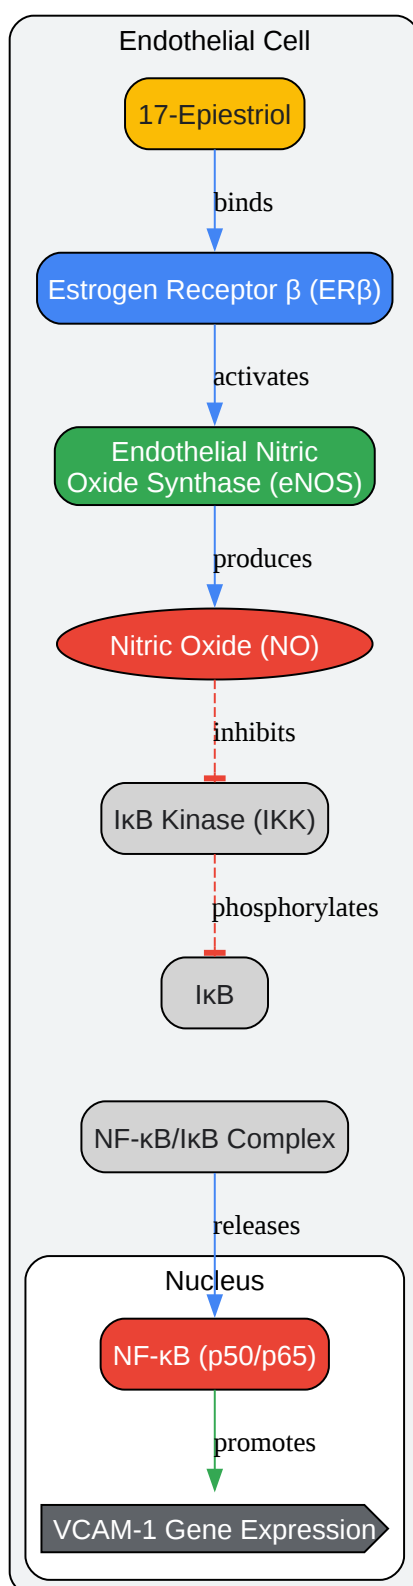 Endothelial Cell
17-Epiestriol
binds
Estrogen Receptor β (ERβ)
activates
Endothelial Nitric
Oxide Synthase (eNOS)
produces
Nitric Oxide (NO)
inhibits
IκB Kinase (IKK)
phosphorylates
IκB
NF-κB/IκB Complex
releases
Nucleus
NF-κB (p50/p65)
promotes
VCAM-1 Gene Expression